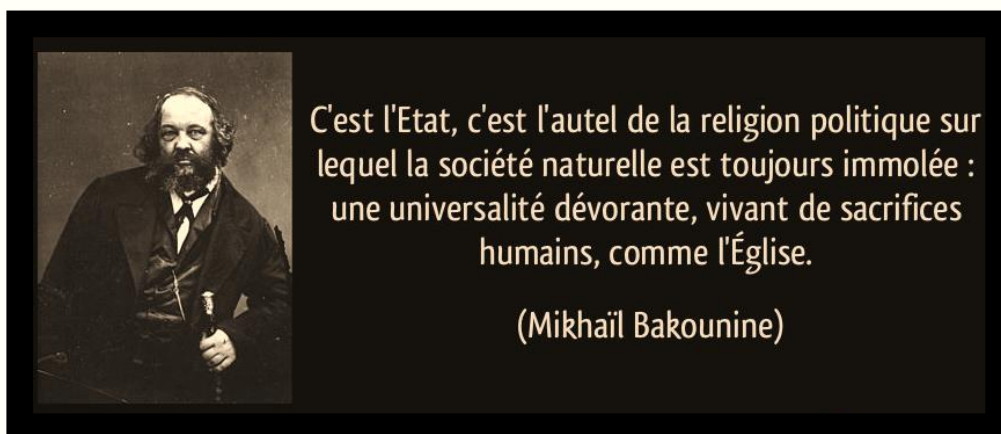 C'est l'Etat, c'est l'autel de la religion politique sur
lequel la société naturelle est toujours immolée :
une universalité dévorante, vivant de sacrifices
humains, comme l'Église.
(Mikhaïl Bakounine)